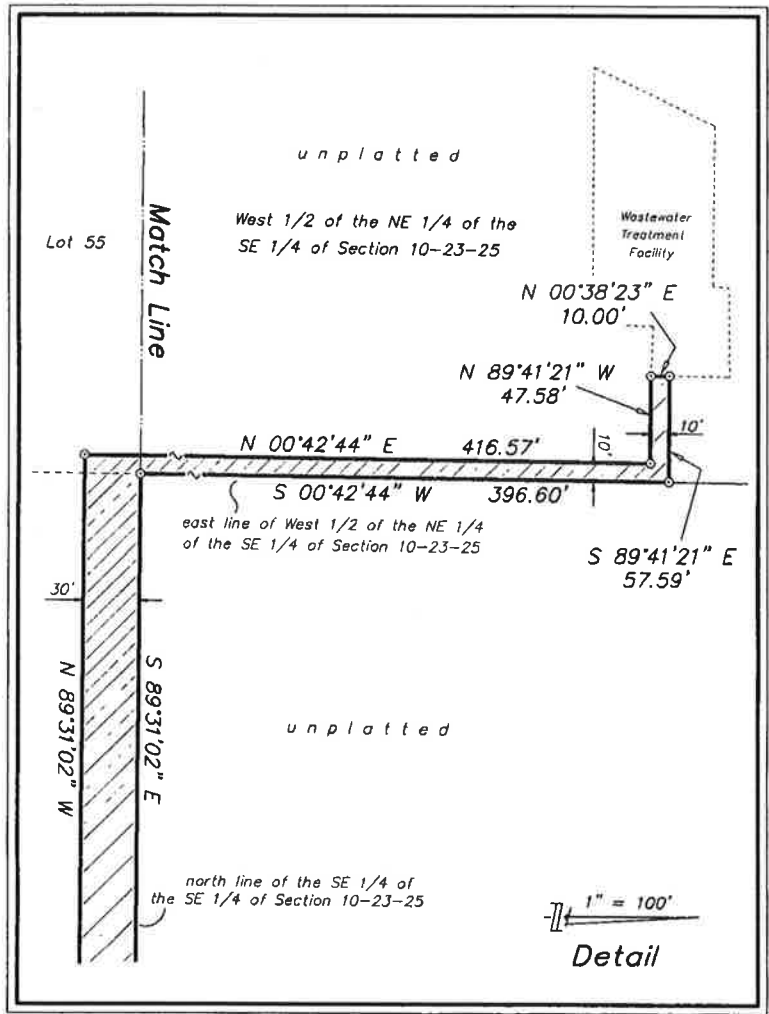 unplatted
West 1/2 of the NE 1/4 of the
SE 1/4 of Section 10-23-25
Lot 55
Match Line
Wastewater
Treatment
Facility
N 00°38'23" E
10.00'
N 89°41'21" W
47.58'
10'
N 00°42'44" E 416.57'
10'
S 00°42'44" W 396.60'
east line of West 1/2 of the NE 1/4
of the SE 1/4 of Section 10-23-25
S 89°41'21" E
57.59'
30'
N 89°31'02" W
S 89°31'02" E
unplatted
north line of the SE 1/4 of
the SE 1/4 of Section 10-23-25
1" = 100'
Detail